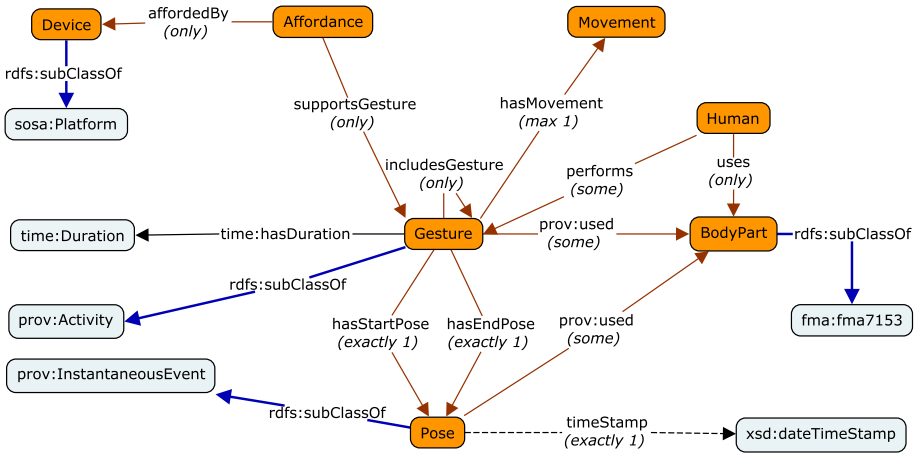 Device
affordedBy
(only)
Affordance
Movement
rdfs:subClassOf
sosa:Platform
supportsGesture
(only)
hasMovement
(max 1)
Human
includesGesture
(only)
performs
(some)
uses
(only)
time:Duration
time:hasDuration
Gesture
prov:used
(some)
BodyPart
rdfs:subClassOf
rdfs:subClassOf
prov:Activity
hasStartPose
(exactly 1)
hasEndPose
(exactly 1)
prov:used
(some)
fma:fma7153
prov:InstantaneousEvent
rdfs:subClassOf
Pose
timeStamp
(exactly 1)
xsd:dateTimeStamp